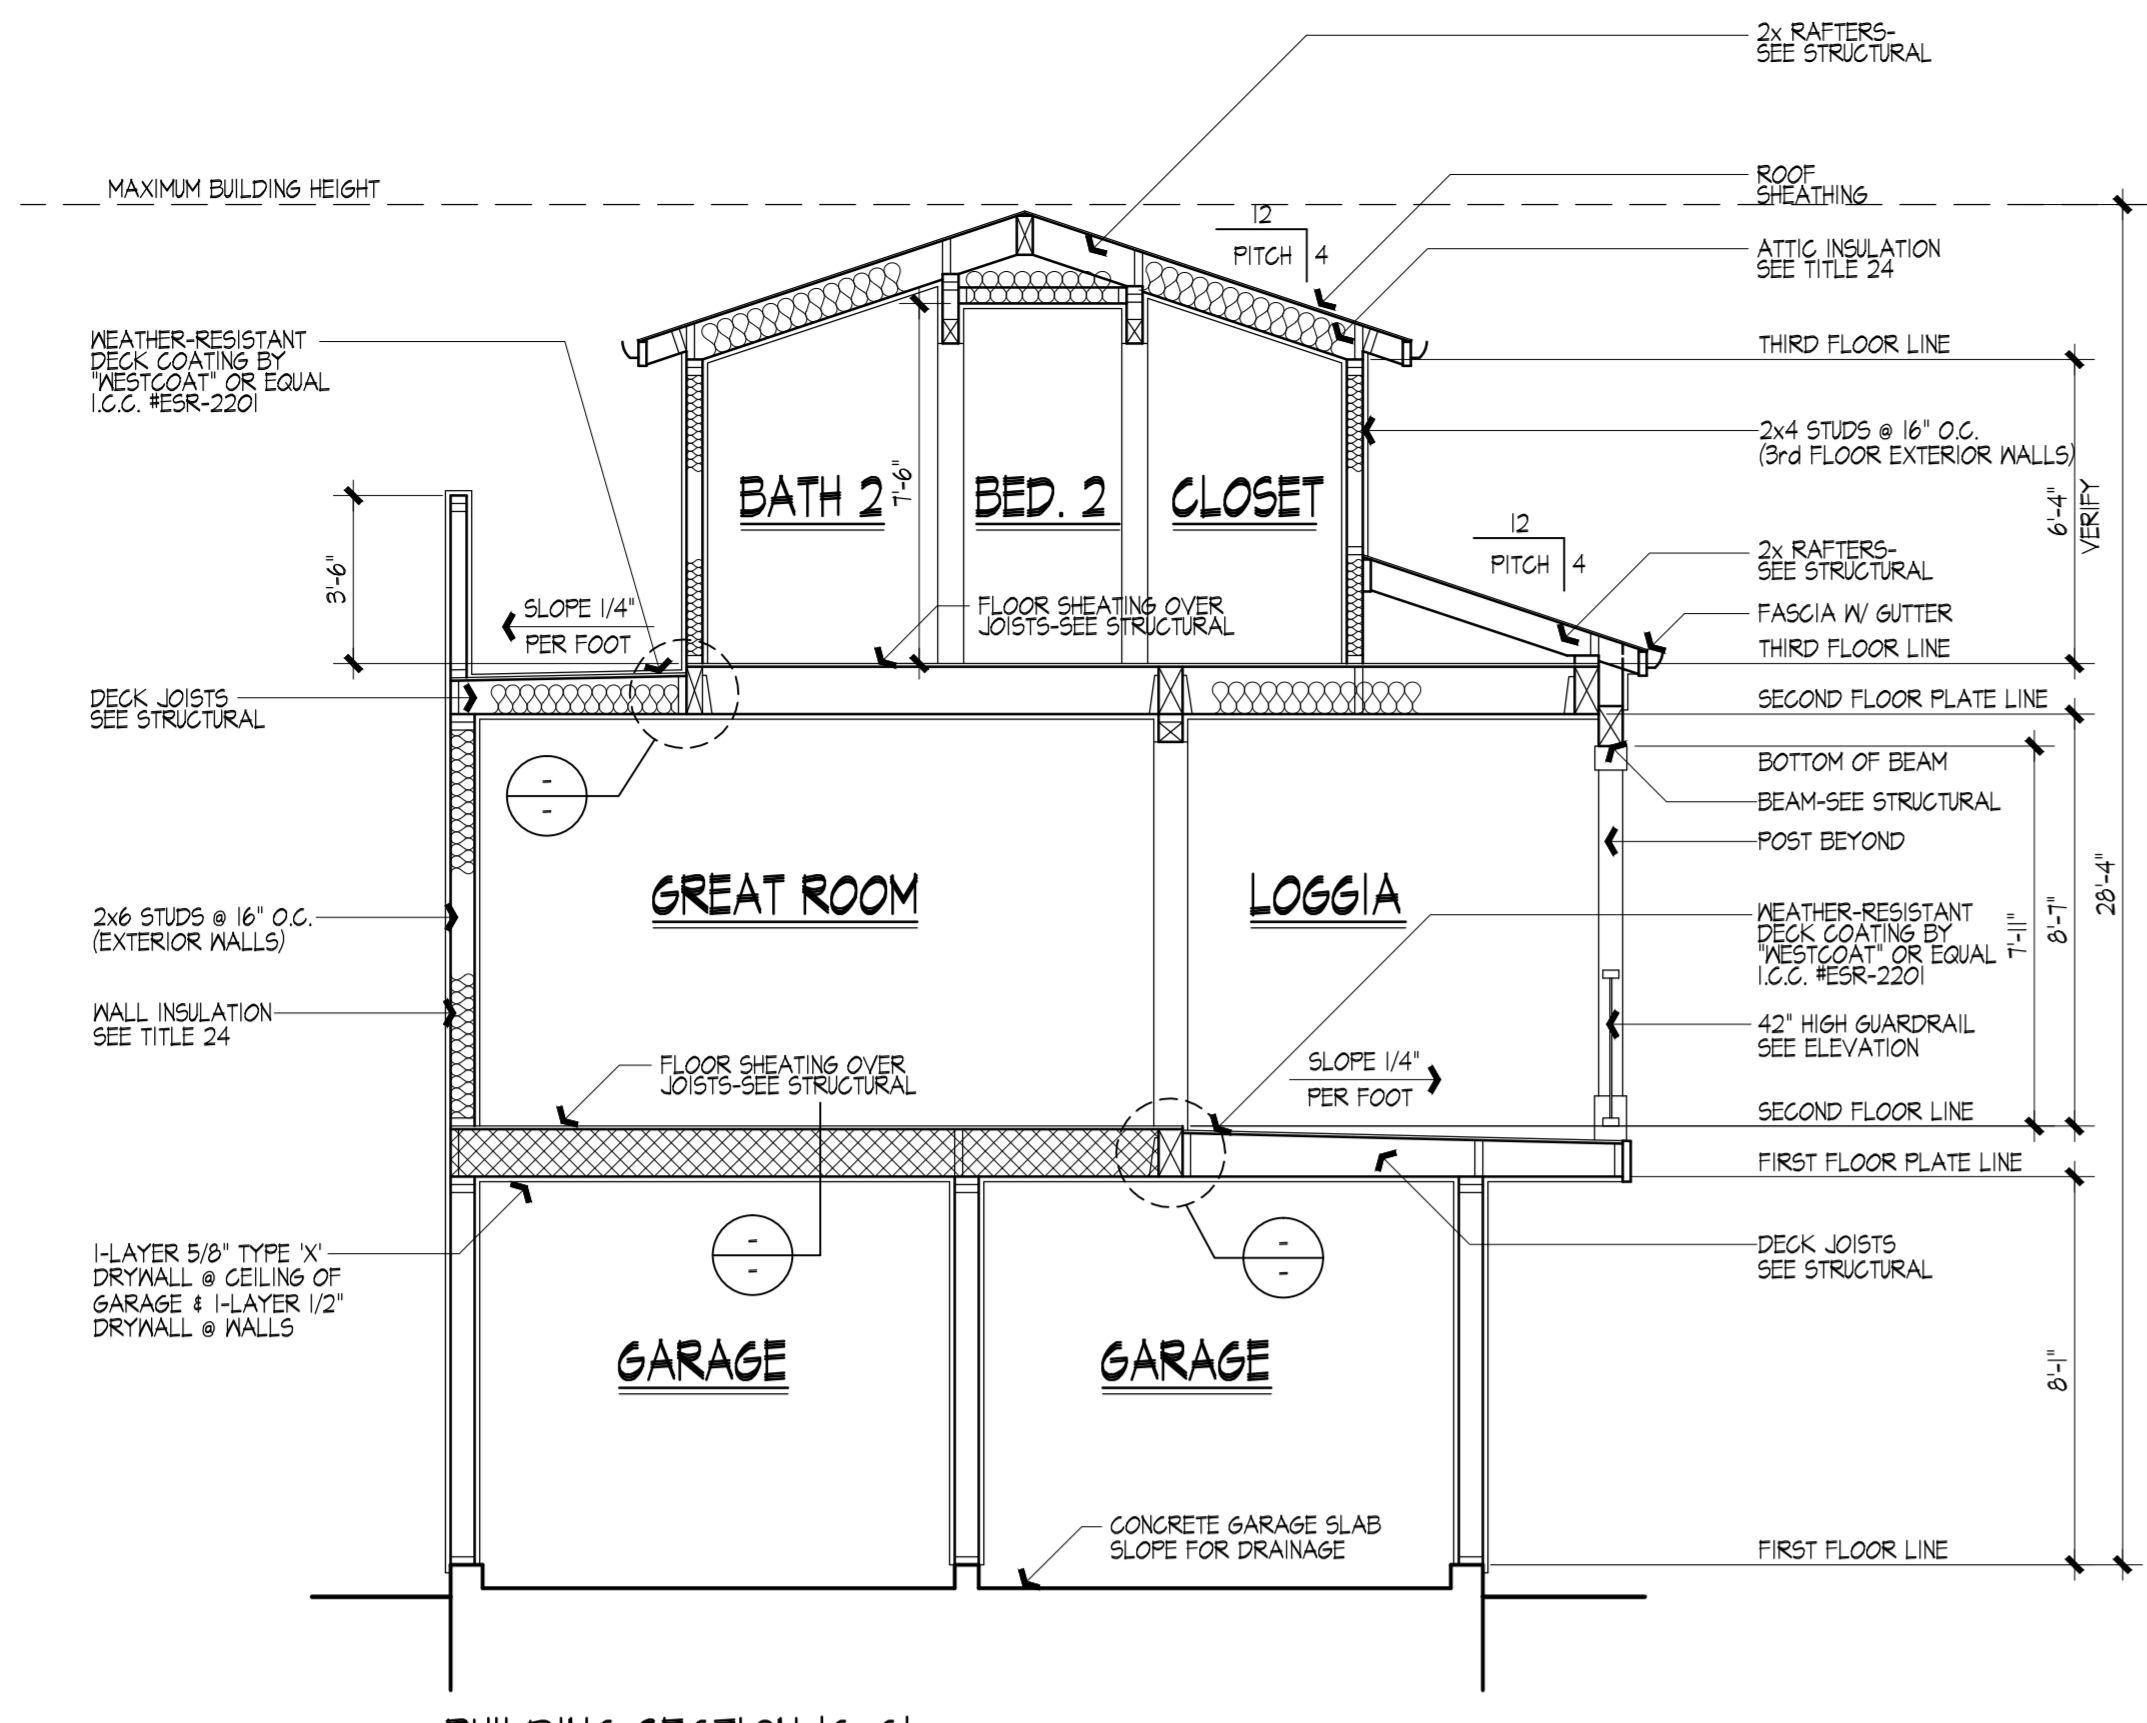 2x RAFTERS-
SEE STRUCTURAL
MAXIMUM BUILDING HEIGHT
ROOF
SHEATHING
12
PITCH
4
ATTIC INSULATION
SEE TITLE 24
WEATHER-RESISTANT
DECK COATING BY
"WESTCOAT" OR EQUAL
I.C.C. #ESR-2201
THIRD FLOOR LINE
2x4 STUDS @ 16" O.C.
(3rd FLOOR EXTERIOR WALLS)
BATH 2
7'-6"
BED. 2
CLOSET
6'-4"
VERIFY
12
PITCH
4
2x RAFTERS-
SEE STRUCTURAL
3'-6"
SLOPE 1/4"
PER FOOT
FLOOR SHEATING OVER
JOISTS-SEE STRUCTURAL
FASCIA W/ GUTTER
THIRD FLOOR LINE
DECK JOISTS
SEE STRUCTURAL
SECOND FLOOR PLATE LINE
BOTTOM OF BEAM
-
-
BEAM-SEE STRUCTURAL
POST BEYOND
GREAT ROOM
LOGGIA
28'-4"
8'-7"
7'-11"
2x6 STUDS @ 16" O.C.
(EXTERIOR WALLS)
WEATHER-RESISTANT
DECK COATING BY
"WESTCOAT" OR EQUAL
I.C.C. #ESR-2201
WALL INSULATION
SEE TITLE 24
42" HIGH GUARDRAIL
SEE ELEVATION
FLOOR SHEATING OVER
JOISTS-SEE STRUCTURAL
SLOPE 1/4"
PER FOOT
SECOND FLOOR LINE
FIRST FLOOR PLATE LINE
1-LAYER 5/8" TYPE 'X'
DRYWALL @ CEILING OF
GARAGE & 1-LAYER 1/2"
DRYWALL @ WALLS
-
-
-
-
DECK JOISTS
SEE STRUCTURAL
GARAGE
GARAGE
8'-1"
CONCRETE GARAGE SLAB
SLOPE FOR DRAINAGE
FIRST FLOOR LINE
BUILDING SECTION